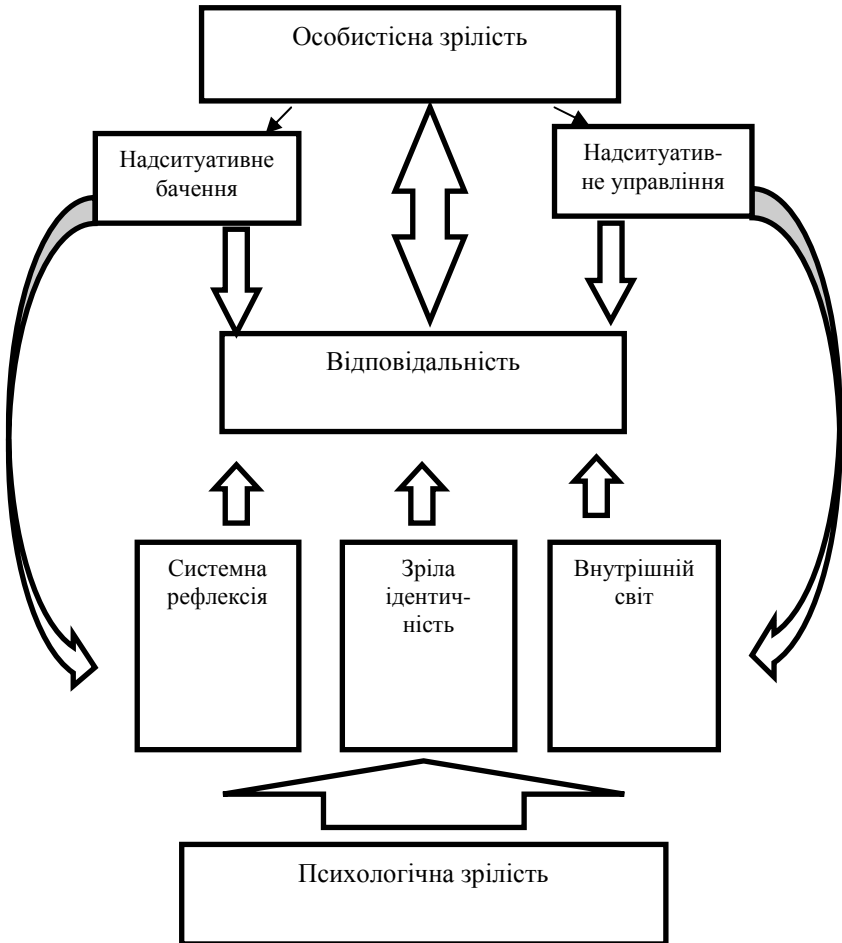 Особистісна зрілість
Надситуативне
бачення
Надситуатив-
не управління
Відповідальність
Системна
рефлексія
Зріла
ідентич-
ність
Внутрішній
світ
Психологічна зрілість